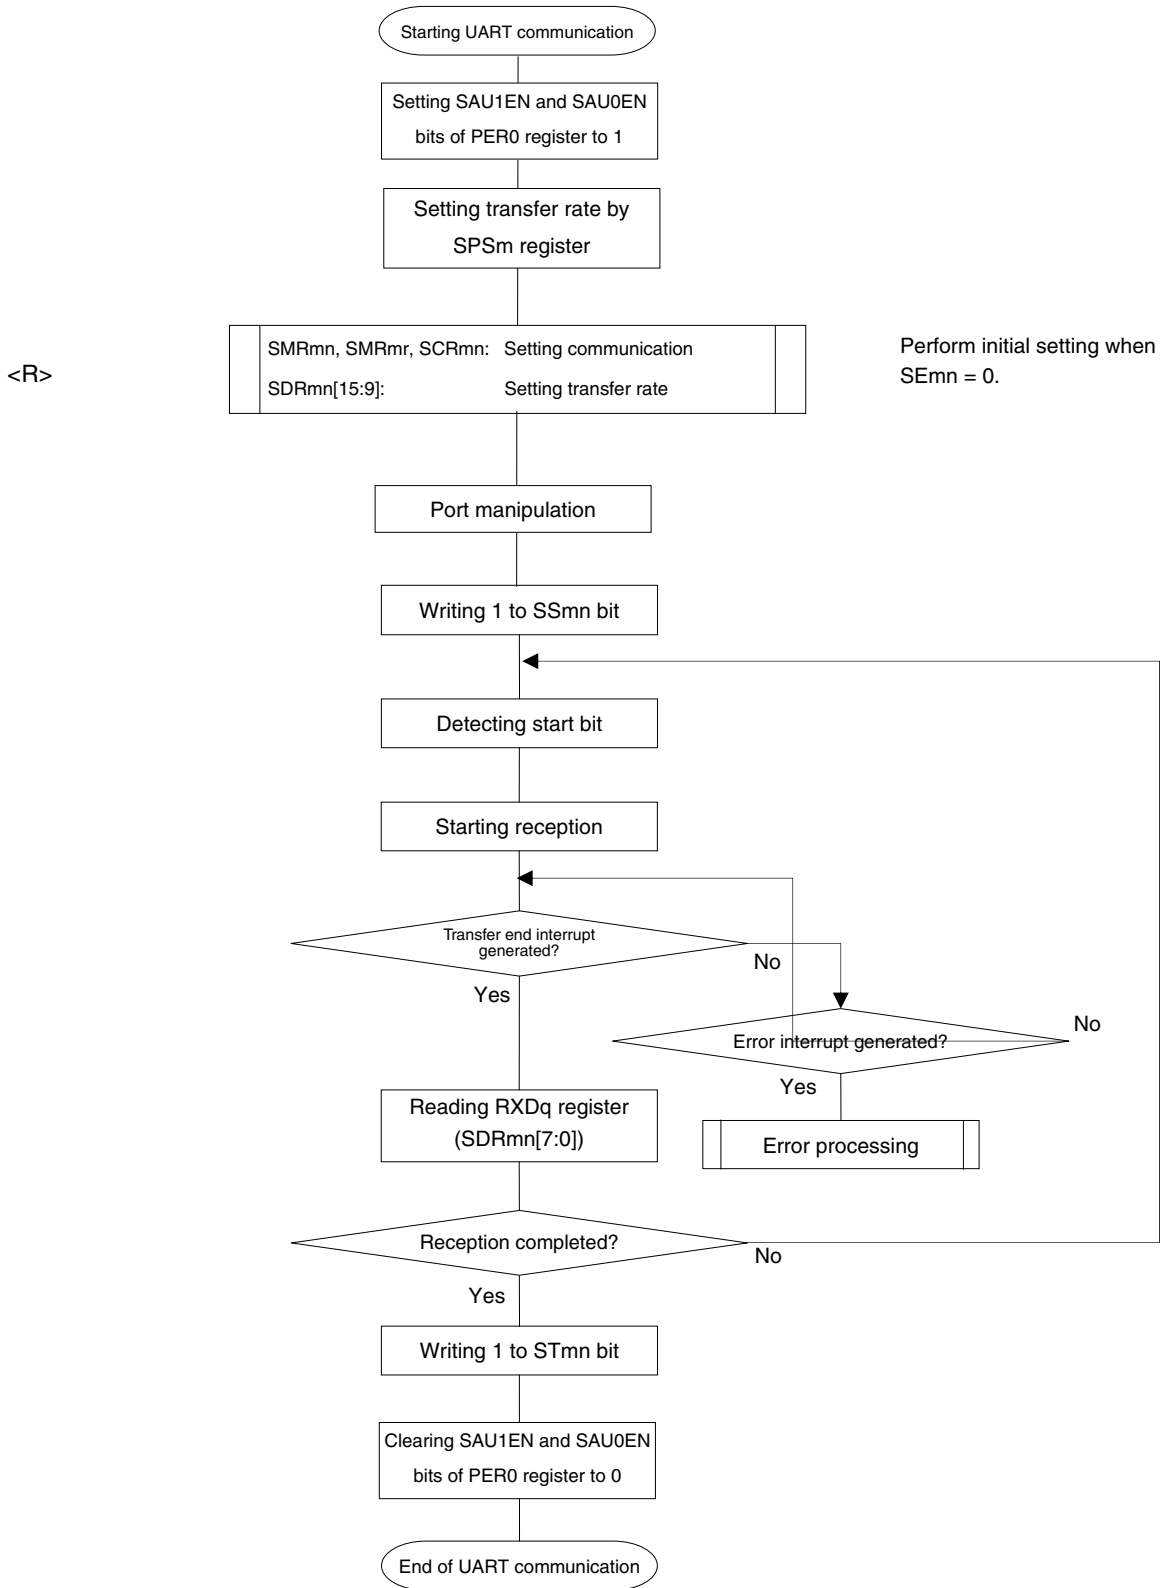 Starting UART communication
Setting SAU1EN and SAU0EN
bits of PER0 register to 1
Setting transfer rate by
SPSm register
<R>
SMRmn, SMRmr, SCRmn: Setting communication
SDRmn[15:9]: Setting transfer rate
Perform initial setting when
SEmn = 0.
Port manipulation
Writing 1 to SSmn bit
Detecting start bit
Starting reception
Transfer end interrupt
generated?
No
Yes
Error interrupt generated?
No
Yes
Error processing
Reading RXDq register
(SDRmn[7:0])
Reception completed?
No
Yes
Writing 1 to STmn bit
Clearing SAU1EN and SAU0EN
bits of PER0 register to 0
End of UART communication